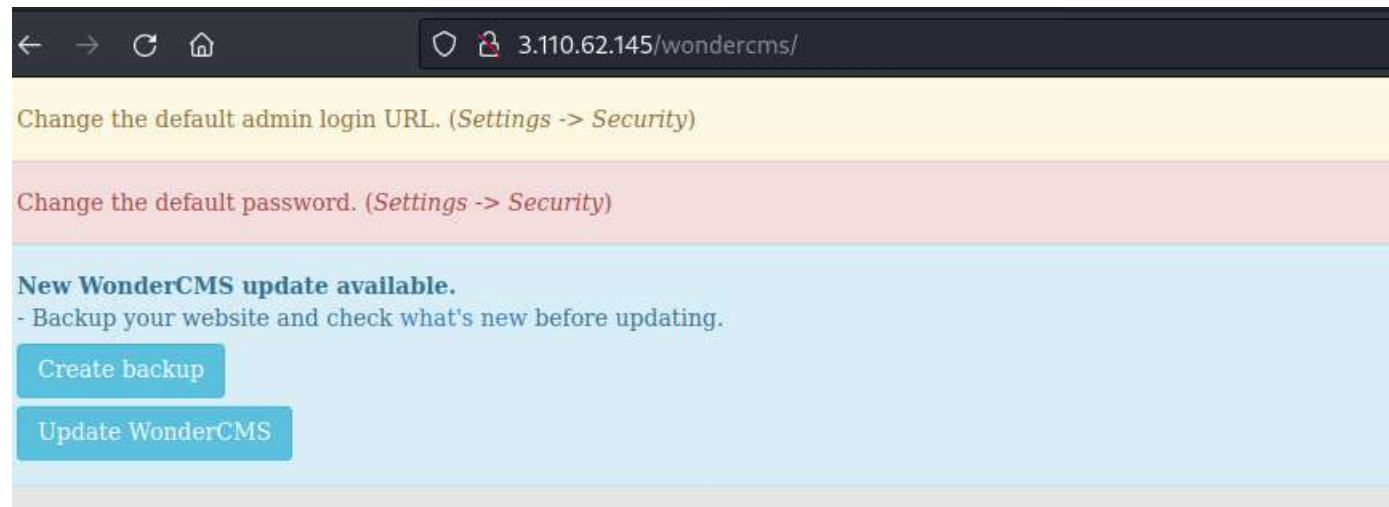 3.110.62.145/wondercms/
Change the default admin login URL. (Settings -> Security)
Change the default password. (Settings -> Security)
New WonderCMS update available.
- Backup your website and check what's new before updating.
Create backup
Update WonderCMS